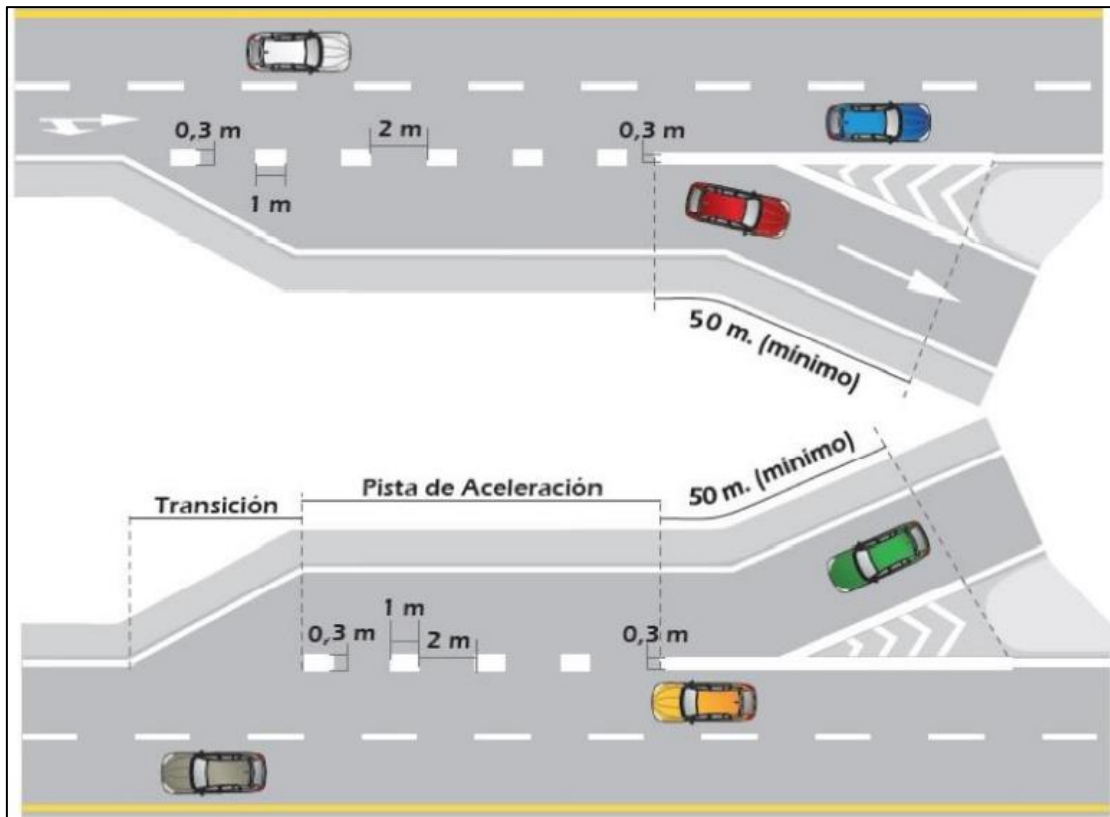 0,3 m
2 m
0,3 m
1 m
50 m. (mínimo)
50 m. (mínimo)
Pista de Aceleración
Transición
1 m
0,3 m
2 m
0,3 m